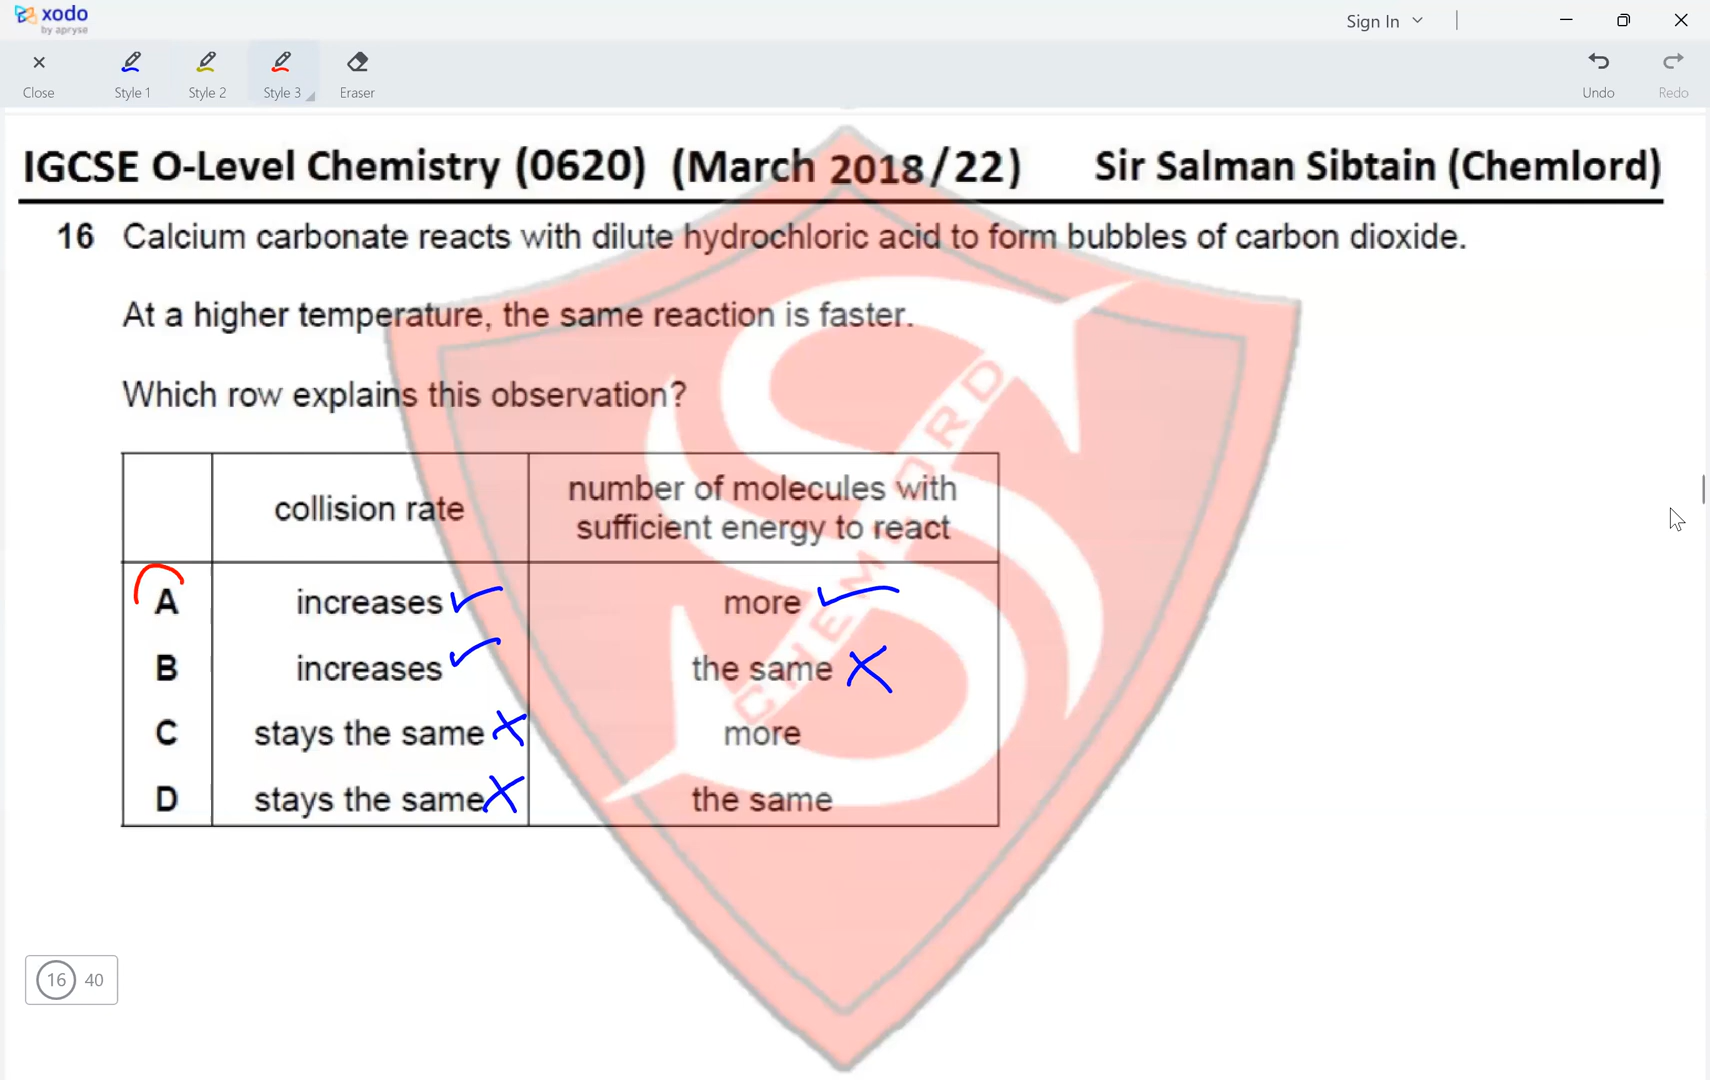 xodo
by apryse
Sign In
Close
Style 1
Style 2
Style 3
Eraser
Undo
Redo
IGCSE O-Level Chemistry (0620) (March 2018/22) Sir Salman Sibtain (Chemlord)
16 Calcium carbonate reacts with dilute hydrochloric acid to form bubbles of carbon dioxide.
At a higher temperature, the same reaction is faster.
Which row explains this observation?
collision rate
number of molecules with
sufficient energy to react
A increases more
B increases the same
C stays the same more
D stays the same the same
CHEMLORD
16 40